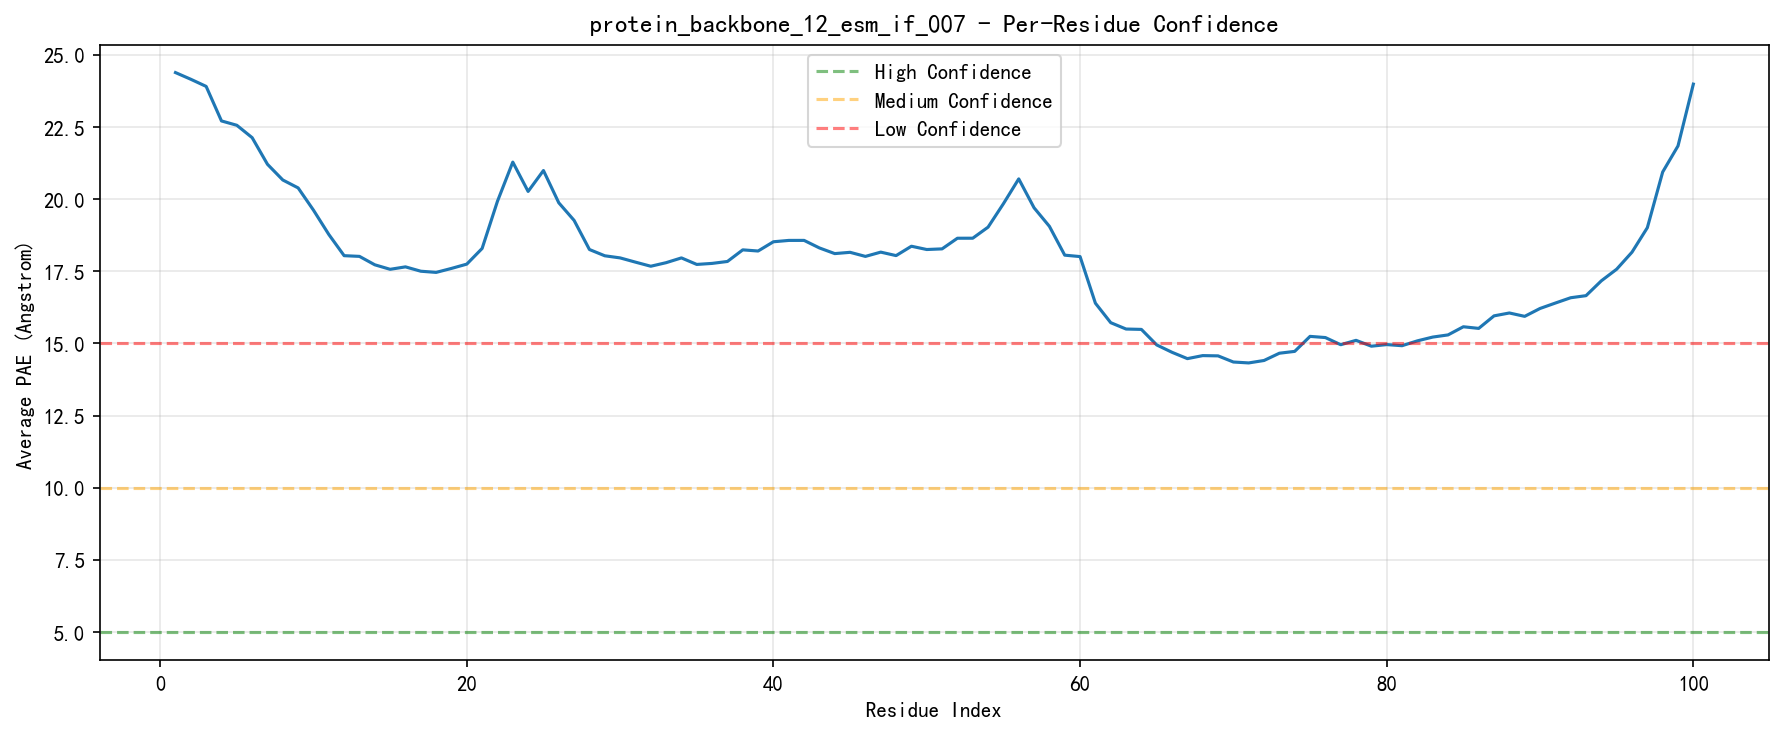 protein_backbone_12_esm_if_007 - Per-Residue Confidence
High Confidence
Medium Confidence
Low Confidence
Average PAE (Angstrom)
25.0
22.5
20.0
17.5
15.0
12.5
10.0
7.5
5.0
0 20 40 60 80 100
Residue Index